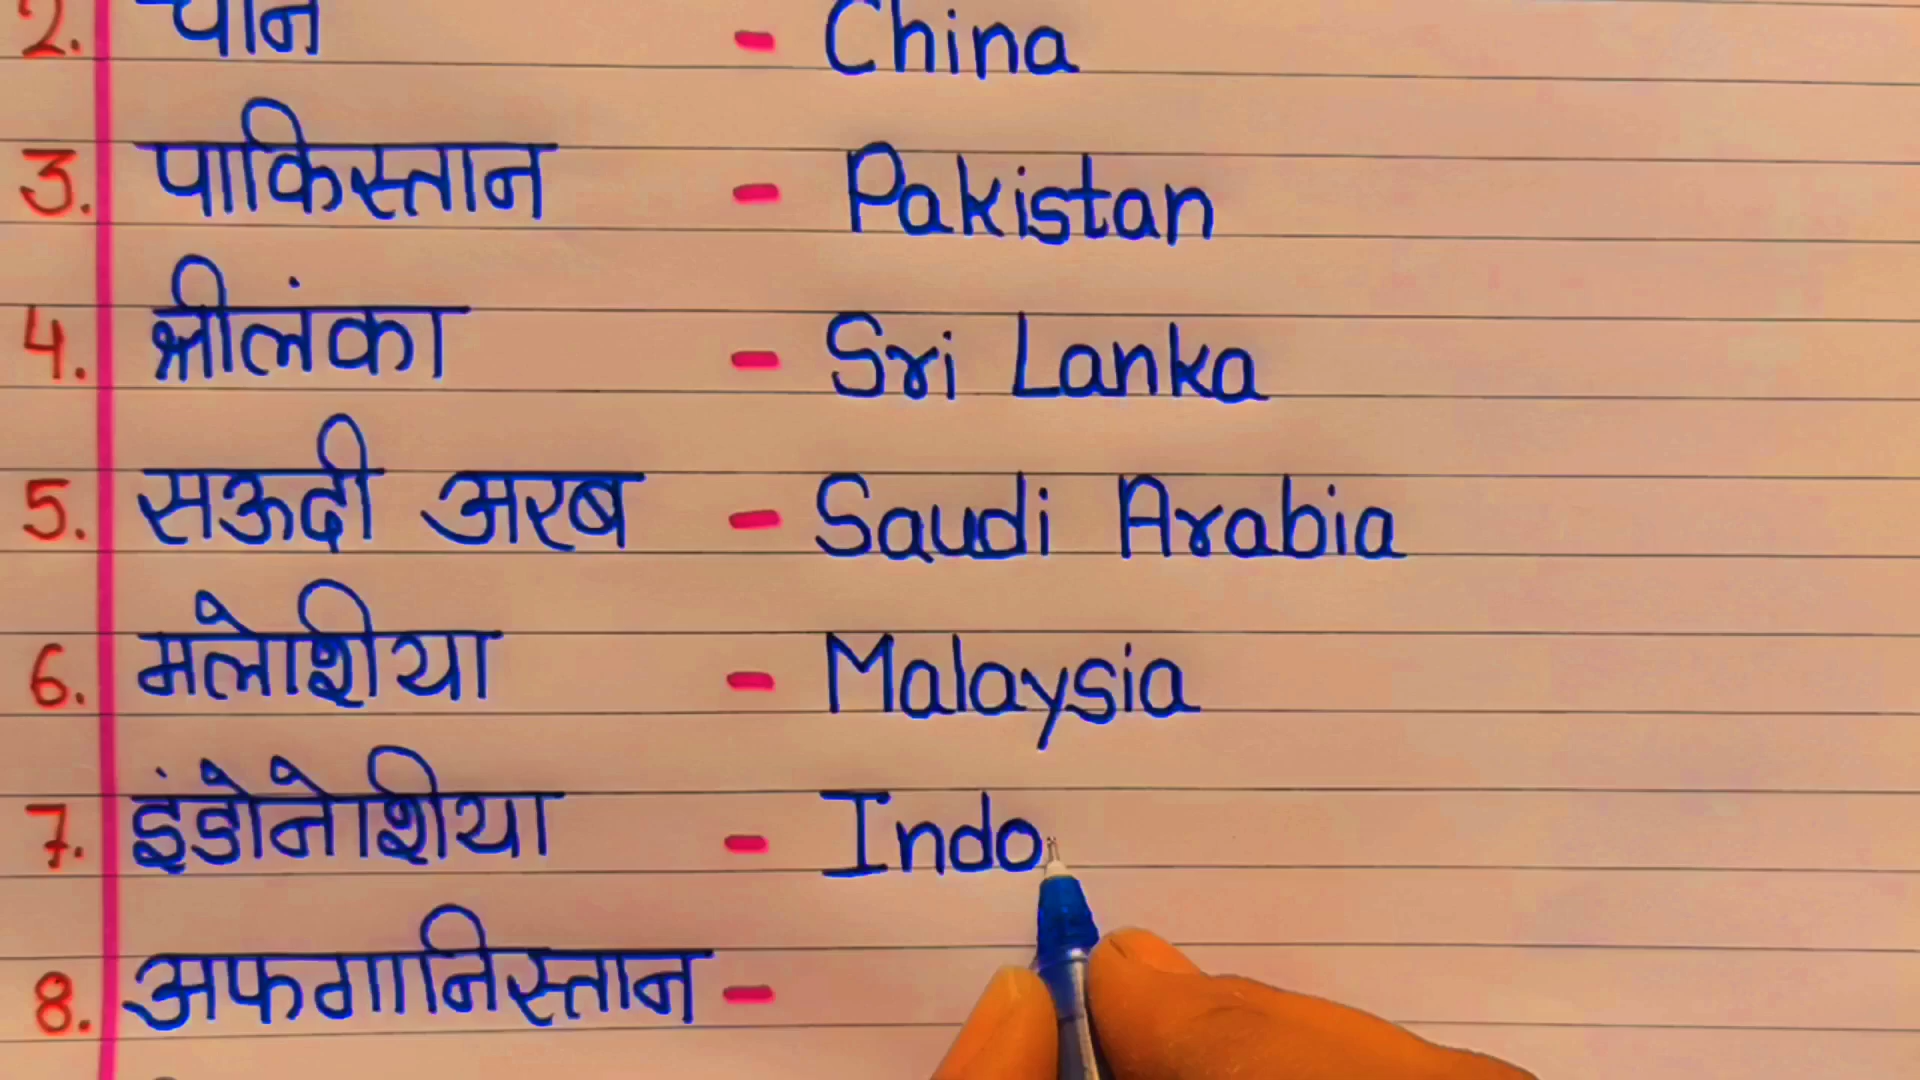 2. चीन - China
3. पाकिस्तान - Pakistan
4. श्रीलंका - Sri Lanka
5. सऊदी अरब - Saudi Arabia
6. मलेशिया - Malaysia
7. इंडोनेशिया - Indo
8. अफगानिस्तान -